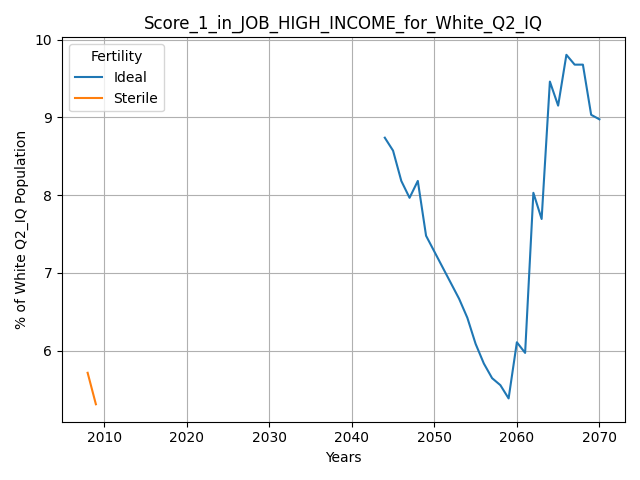 Score_1_in_JOB_HIGH_INCOME_for_White_Q2_IQ
Fertility
Ideal
Sterile
% of White Q2_IQ Population
10
9
8
7
6
2010 2020 2030 2040 2050 2060 2070
Years